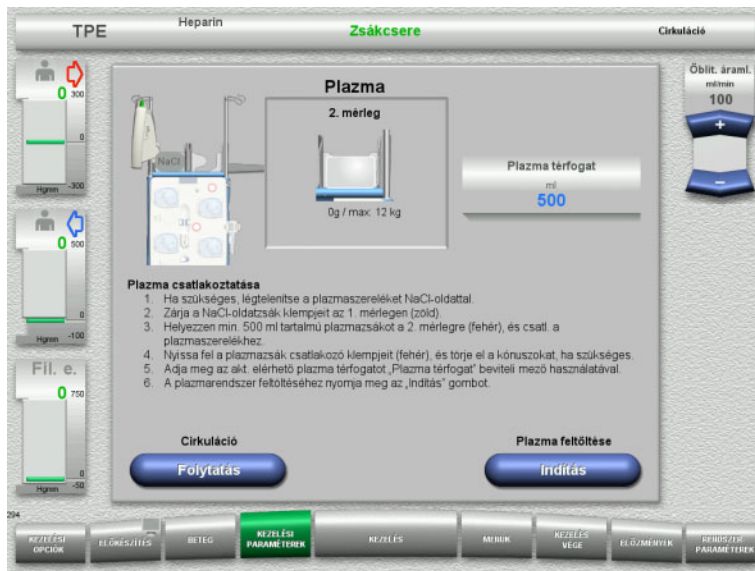 TPE
Heparin
Zsákcsere
Cirkuláció
0
300
0
-300
Hgmm
0
500
-100
Hgmm
Fil. e.
0
750
0
-50
Hgmm
Plazma
2. mérleg
NaCl
0g / max: 12 kg
Plazma térfogat
ml
500
Öblít. áraml.
ml/min
100
+
−
Plazma csatlakoztatása
1. Ha szükséges, légtelenítse a plazmaszereléket NaCl-oldattal.
2. Zárja a NaCl-oldatzsák klempjeit az 1. mérlegen (zöld).
3. Helyezzen min. 500 ml tartalmú plazmazsákot a 2. mérlegre (fehér), és csatl. a
plazmaszerelékhez.
4. Nyissa fel a plazmazsák csatlakozó klempjeit (fehér), és törje el a kónuszokat, ha szükséges.
5. Adja meg az akt. elérhető plazma térfogatot „Plazma térfogat” beviteli mező használatával.
6. A plazmarendszer feltöltéséhez nyomja meg az „Indítás” gombot.
Cirkuláció
Folytatás
Plazma feltöltése
Indítás
294
KEZELÉSI
OPCIÓK
ELŐKÉSZÍTÉS
BETEG
KEZELÉSI
PARAMÉTEREK
KEZELÉS
MENÜK
KEZELÉS
VÉGE
ELŐZMÉNYEK
RENDSZER-
PARAMÉTEREK